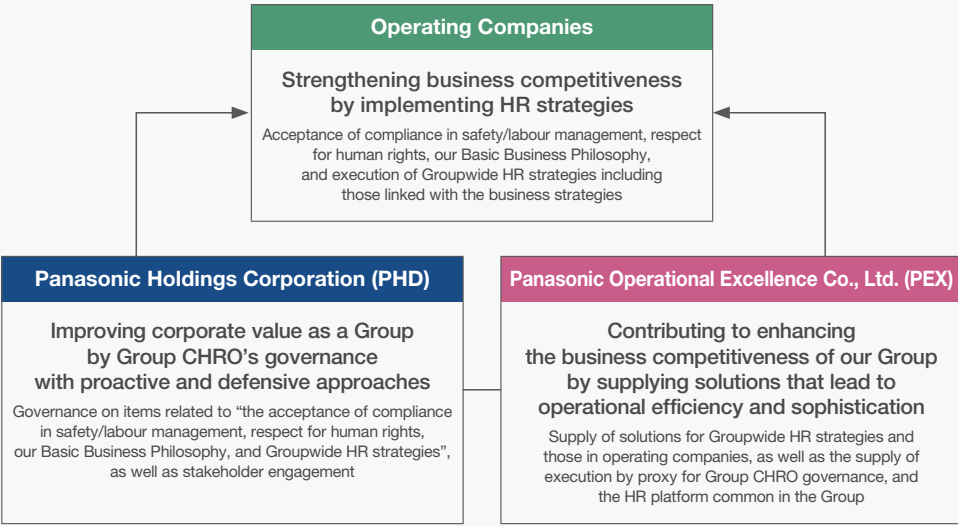 Operating Companies
Strengthening business competitiveness
by implementing HR strategies
Acceptance of compliance in safety/labour management, respect
for human rights, our Basic Business Philosophy,
and execution of Groupwide HR strategies including
those linked with the business strategies
Panasonic Holdings Corporation (PHD)
Improving corporate value as a Group
by Group CHRO’s governance
with proactive and defensive approaches
Governance on items related to “the acceptance of compliance
in safety/labour management, respect for human rights,
our Basic Business Philosophy, and Groupwide HR strategies”,
as well as stakeholder engagement
Panasonic Operational Excellence Co., Ltd. (PEX)
Contributing to enhancing
the business competitiveness of our Group
by supplying solutions that lead to
operational efficiency and sophistication
Supply of solutions for Groupwide HR strategies and
those in operating companies, as well as the supply of
execution by proxy for Group CHRO governance, and
the HR platform common in the Group